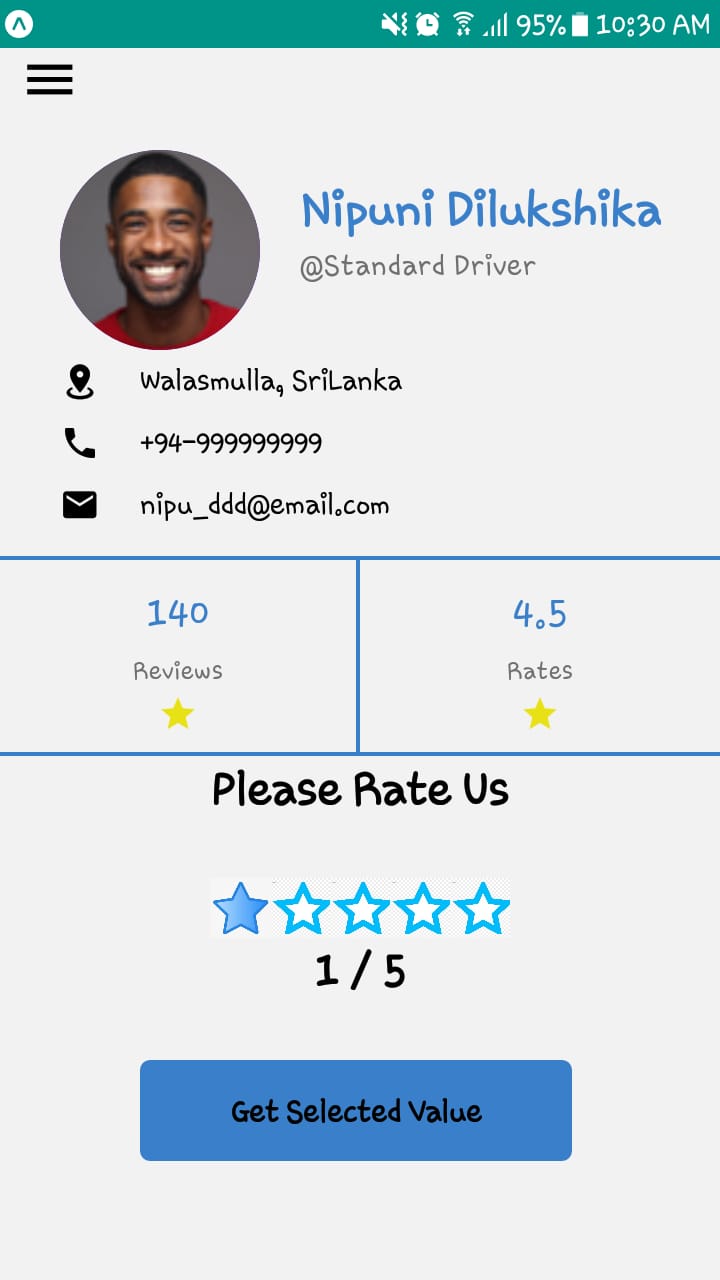 95% 10:30 AM
Nipuni Dilukshika
@Standard Driver
Walasmulla, SriLanka
+94-999999999
nipu_ddd@email.com
140
4.5
Reviews
Rates
Please Rate Us
1 / 5
Get Selected Value